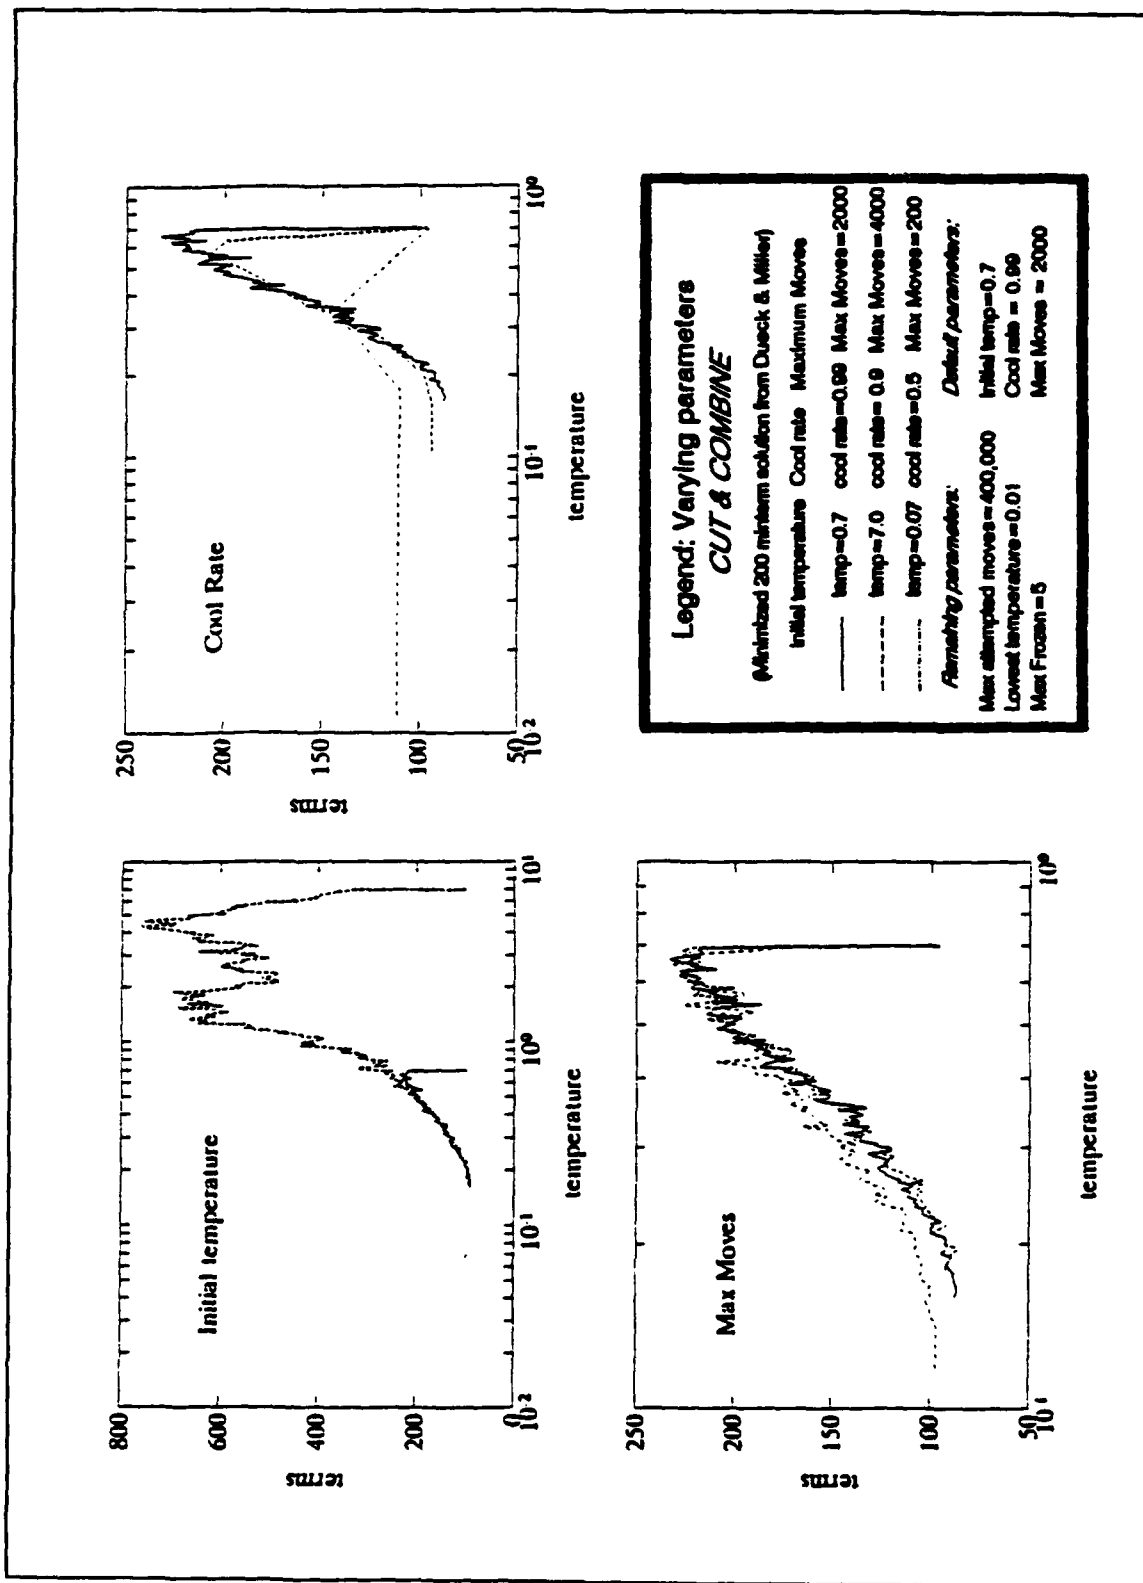 Initial temperature
800
600
400
200
0
terms
10-2
10-1
100
101
temperature
Cool Rate
250
200
150
100
50
terms
10-2
10-1
100
temperature
Max Moves
250
200
150
100
50
terms
10-1
100
temperature
Legend: Varying parameters
CUT & COMBINE
(Minimized 200 minterm solution from Dueck & Miller)
Initial temperature Cool rate Maximum Moves
temp=0.7 cool rate=0.99 Max Moves=2000
temp=7.0 cool rate= 0.9 Max Moves=4000
temp=0.07 cool rate=0.5 Max Moves=200
Remaining parameters: Default parameters:
Max attempted moves=400,000 Initial temp=0.7
Lowest temperature=0.01 Cool rate = 0.99
Max Frozen=5 Max Moves = 2000